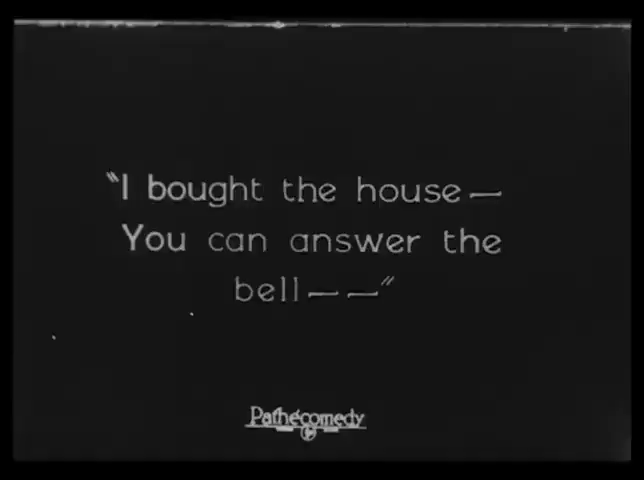 "I bought the house —
You can answer the
bell — —"
Pathécomedy